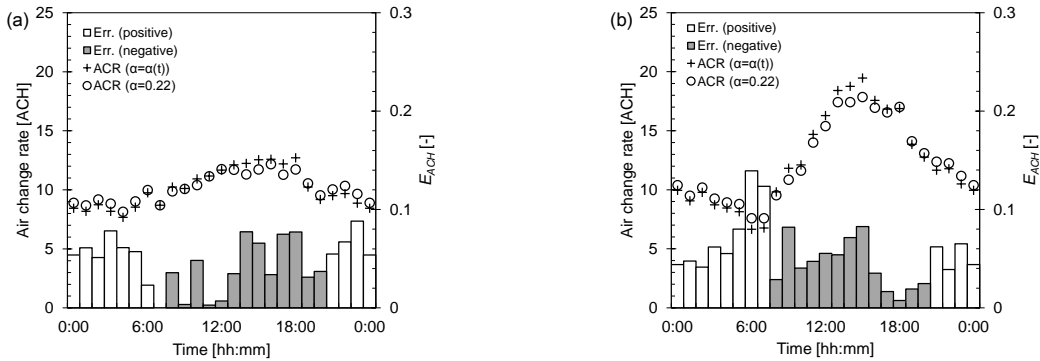 (a)
25
20
15
10
5
0
Air change rate [ACH]
Err. (positive)
Err. (negative)
ACR (α=α(t))
ACR (α=0.22)
0.3
0.2
0.1
0
E_ACH [-]
0:00 6:00 12:00 18:00 0:00
Time [hh:mm]
(b)
25
20
15
10
5
0
Air change rate [ACH]
Err. (positive)
Err. (negative)
ACR (α=α(t))
ACR (α=0.22)
0.3
0.2
0.1
0
E_ACH [-]
0:00 6:00 12:00 18:00 0:00
Time [hh:mm]